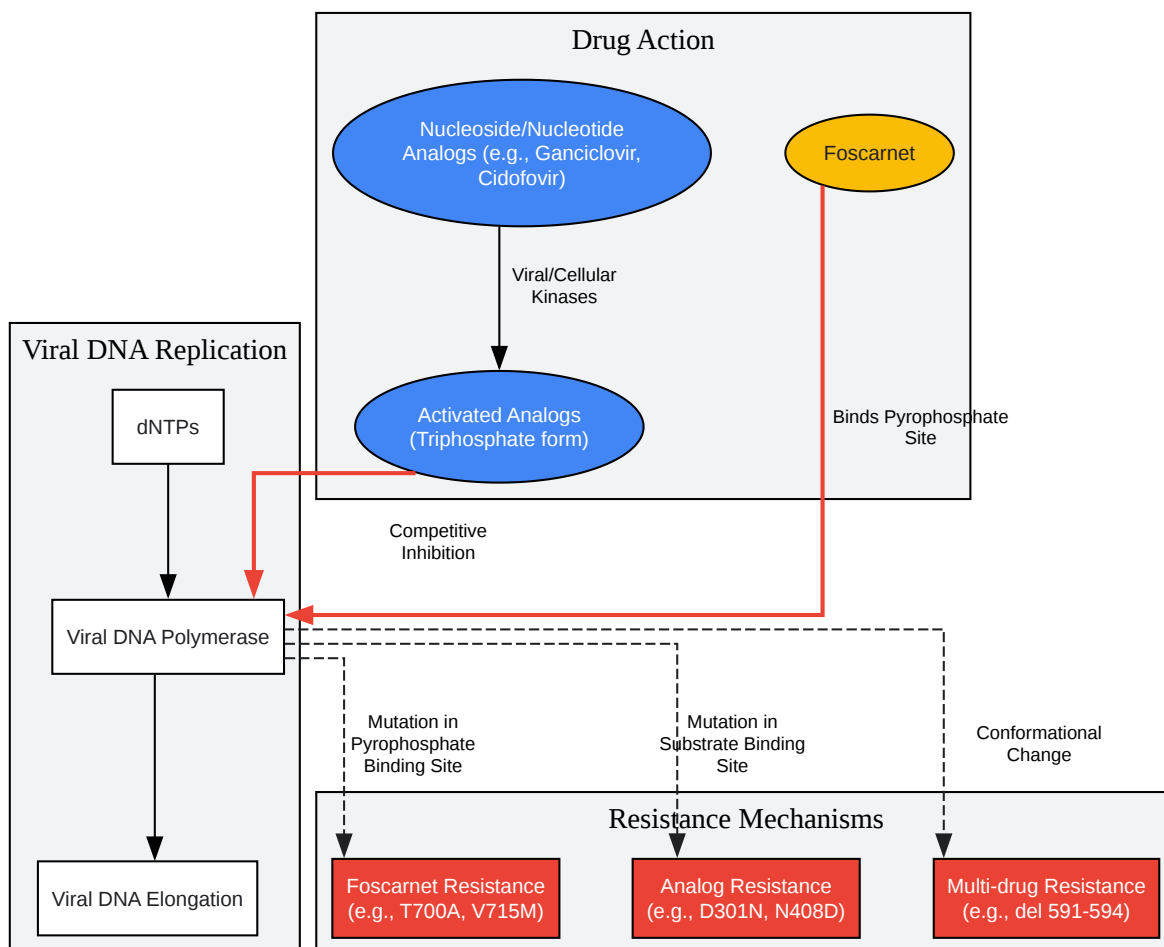 Drug Action
Nucleoside/Nucleotide
Analogs (e.g., Ganciclovir,
Cidofovir)
Foscarnet
Viral/Cellular
Kinases
Viral DNA Replication
dNTPs
Activated Analogs
(Triphosphate form)
Binds Pyrophosphate
Site
Competitive
Inhibition
Viral DNA Polymerase
Mutation in
Pyrophosphate
Binding Site
Mutation in
Substrate Binding
Site
Conformational
Change
Resistance Mechanisms
Viral DNA Elongation
Foscarnet Resistance
(e.g., T700A, V715M)
Analog Resistance
(e.g., D301N, N408D)
Multi-drug Resistance
(e.g., del 591-594)